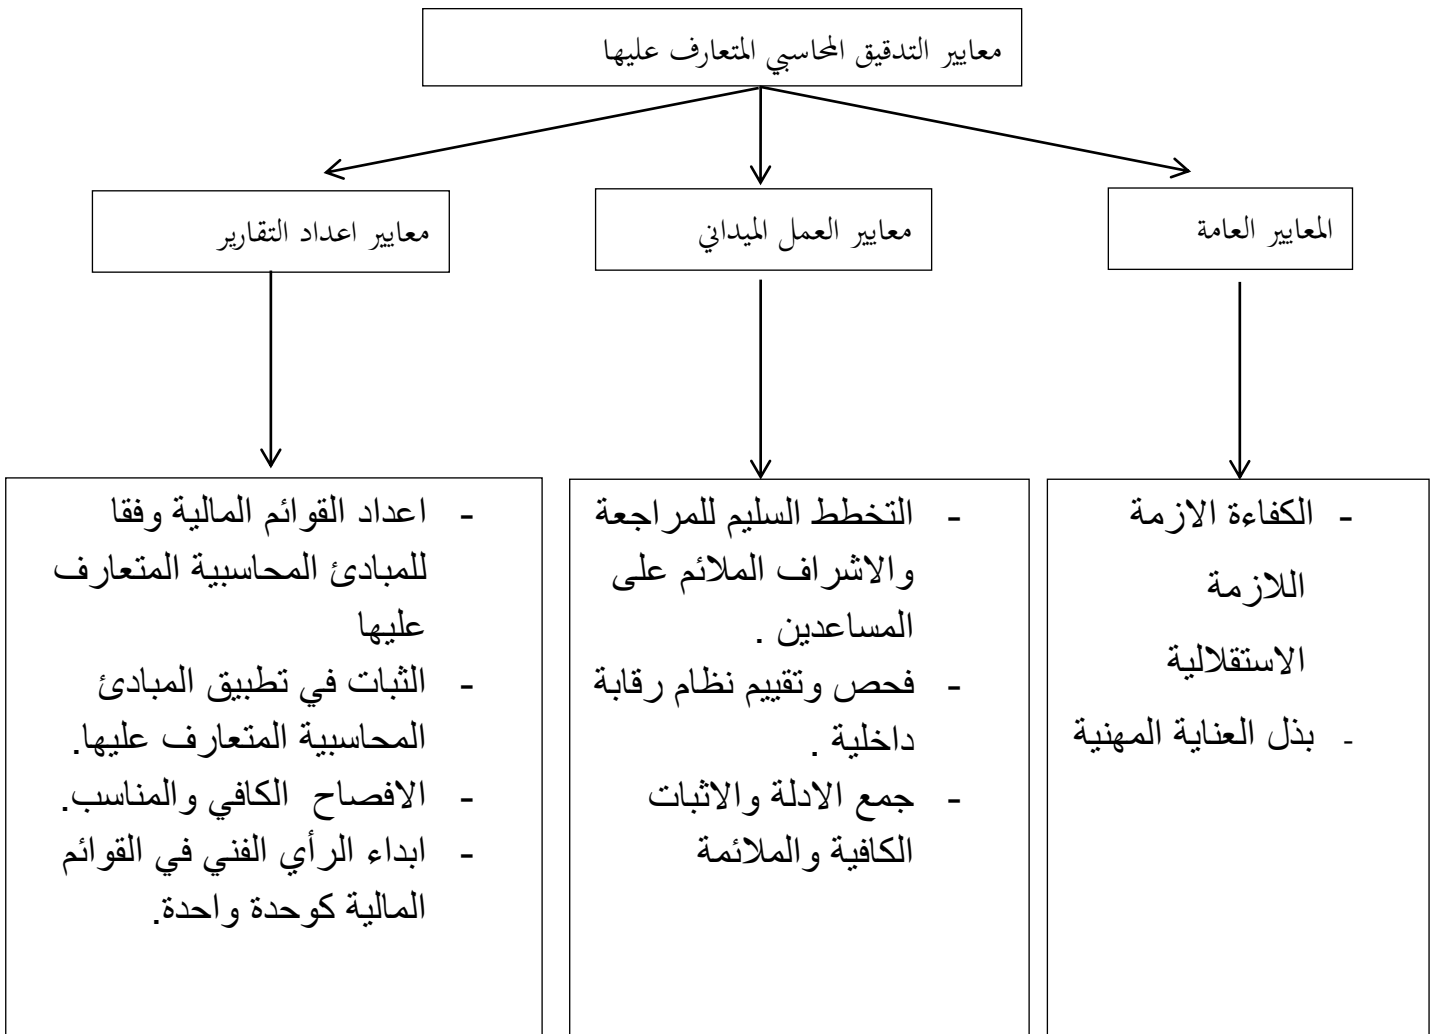 معايير التدقيق المحاسبي المتعارف عليها
المعايير العامة
معايير العمل الميداني
معايير اعداد التقارير
- الكفاءة الازمة
اللازمة
الاستقلالية
- بذل العناية المهنية
- التخطط السليم للمراجعة
والاشراف الملائم على
المساعدين .
- فحص وتقييم نظام رقابة
داخلية .
- جمع الادلة والاثبات
الكافية والملائمة
- اعداد القوائم المالية وفقا
للمبادئ المحاسبية المتعارف
عليها
- الثبات في تطبيق المبادئ
المحاسبية المتعارف عليها.
- الافصاح الكافي والمناسب.
- ابداء الرأي الفني في القوائم
المالية كوحدة واحدة.